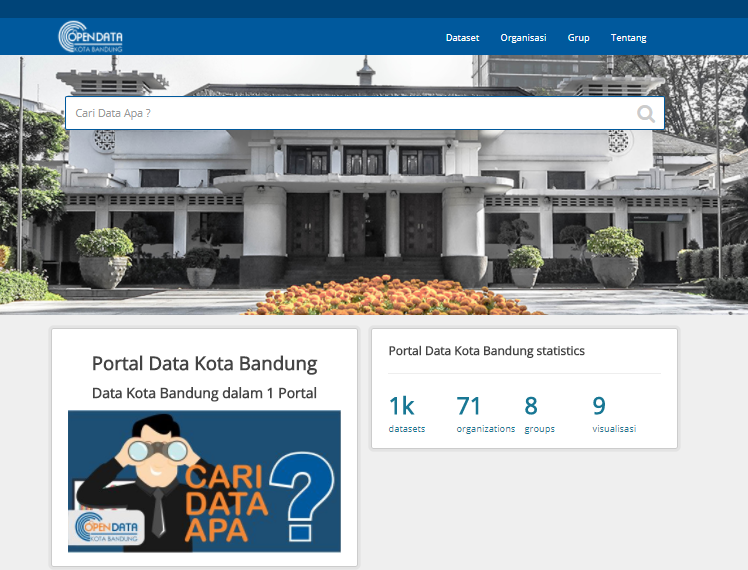 OPEN DATA
KOTA BANDUNG
Dataset Organisasi Grup Tentang
Cari Data Apa ?
Portal Data Kota Bandung
Data Kota Bandung dalam 1 Portal
CARI
DATA
APA ?
OPEN DATA
KOTA BANDUNG
Portal Data Kota Bandung statistics
1k 71 8 9
datasets organizations groups visualisasi